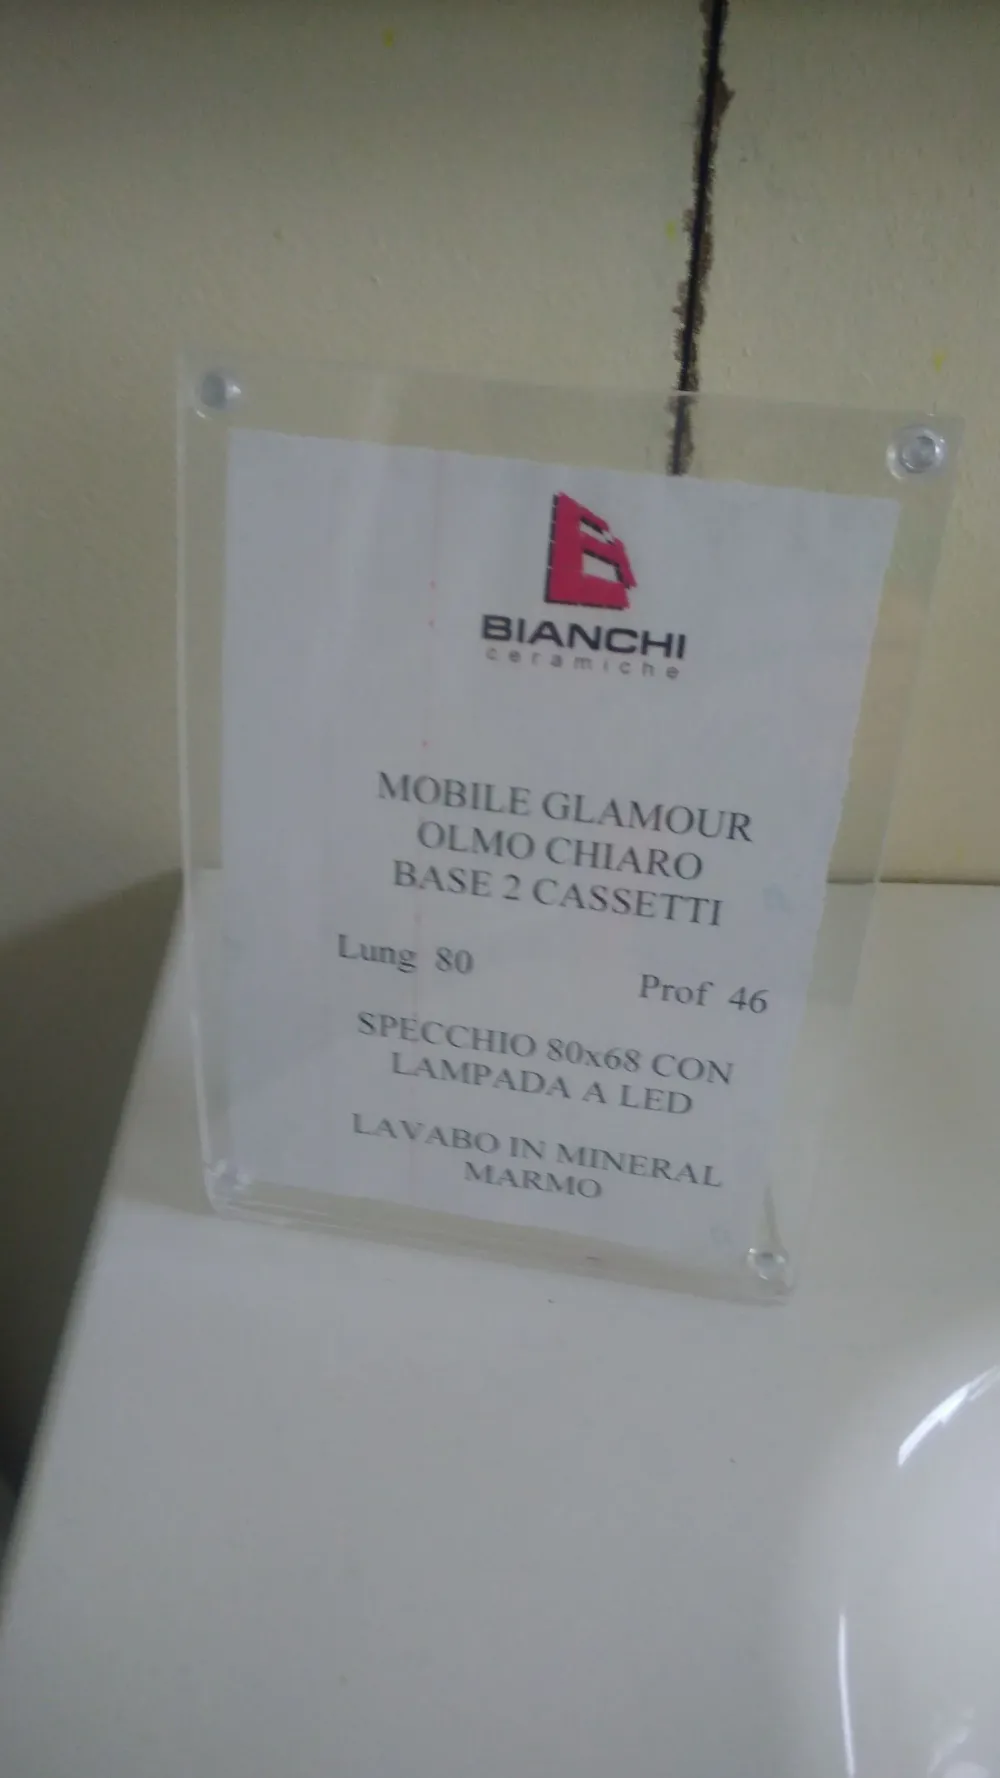 BIANCHI
ceramiche
MOBILE GLAMOUR
OLMO CHIARO
BASE 2 CASSETTI
Lung 80 Prof 46
SPECCHIO 80x68 CON
LAMPADA A LED
LAVABO IN MINERAL
MARMO